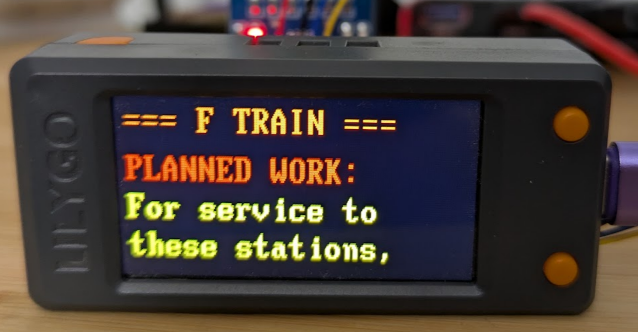 LILYGO
=== F TRAIN ===
PLANNED WORK:
For service to
these stations,